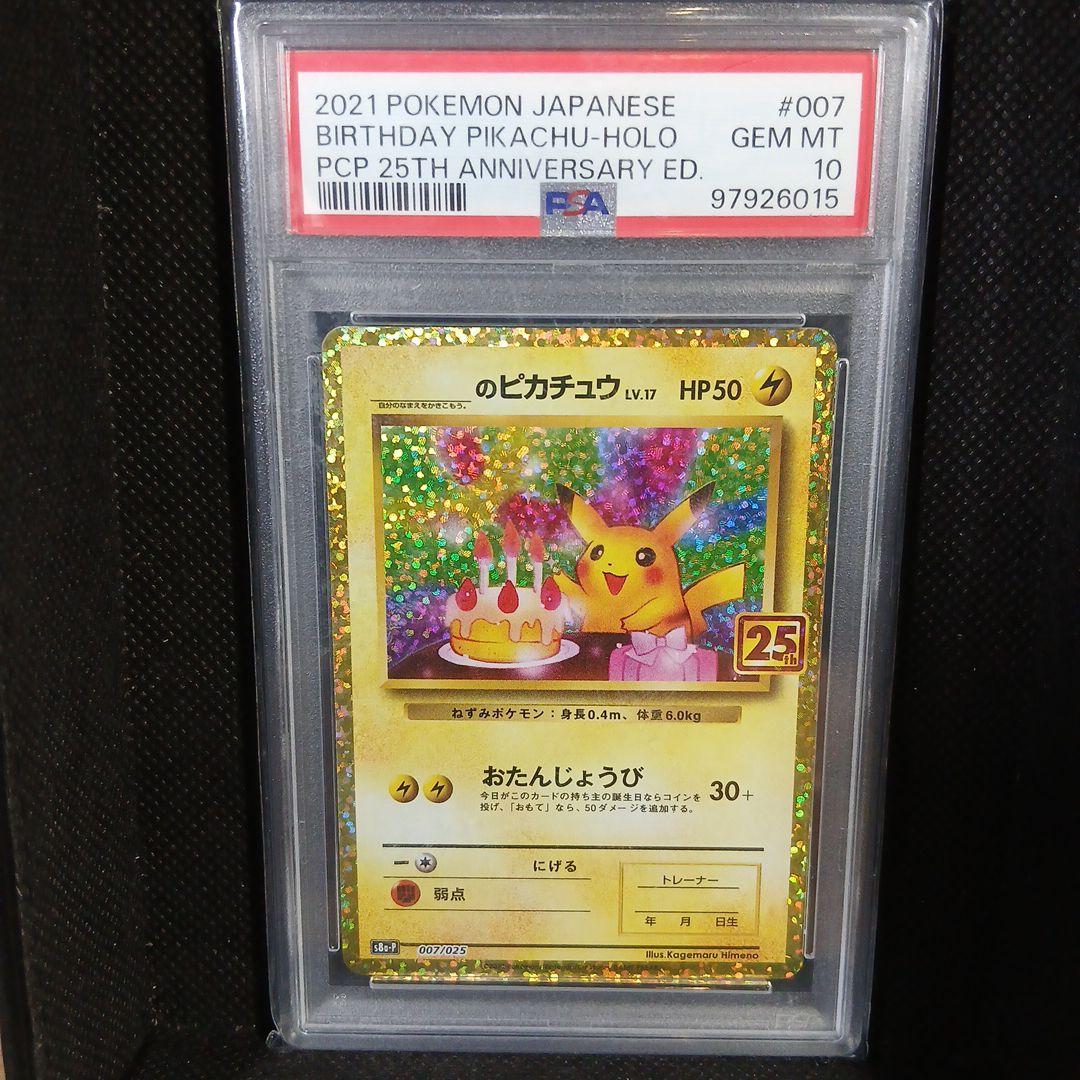 2021 POKEMON JAPANESE #007
BIRTHDAY PIKACHU-HOLO GEM MT
PCP 25TH ANNIVERSARY ED. 10
PSA 97926015
のピカチュウ LV.17 HP50
自分のなまえをかきこもう。
25th
ねずみポケモン：身長0.4m、体重6.0kg
おたんじょうび 30+
今日がこのカードの持ち主の誕生日ならコインを
投げ、「おもて」なら、50ダメージを追加する。
にげる
弱点
トレーナー
年 月 日生
s8a-P 007/025
Illus.Kagemaru Himeno